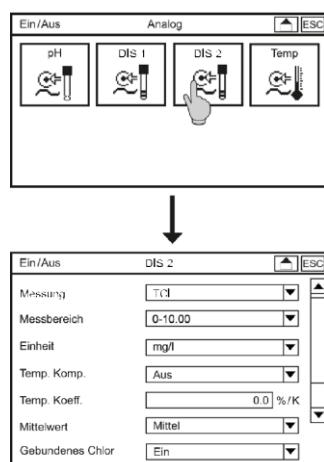 Ein/Aus Analog ESC
pH DIS 1 DIS 2 Temp
Ein/Aus DIS 2 ESC
Messung TCl
Messbereich 0-10.00
Einheit mg/l
Temp. Komp. Aus
Temp. Koeff. 0.0 %/K
Mittelwert Mittel
Gebundenes Chlor Ein